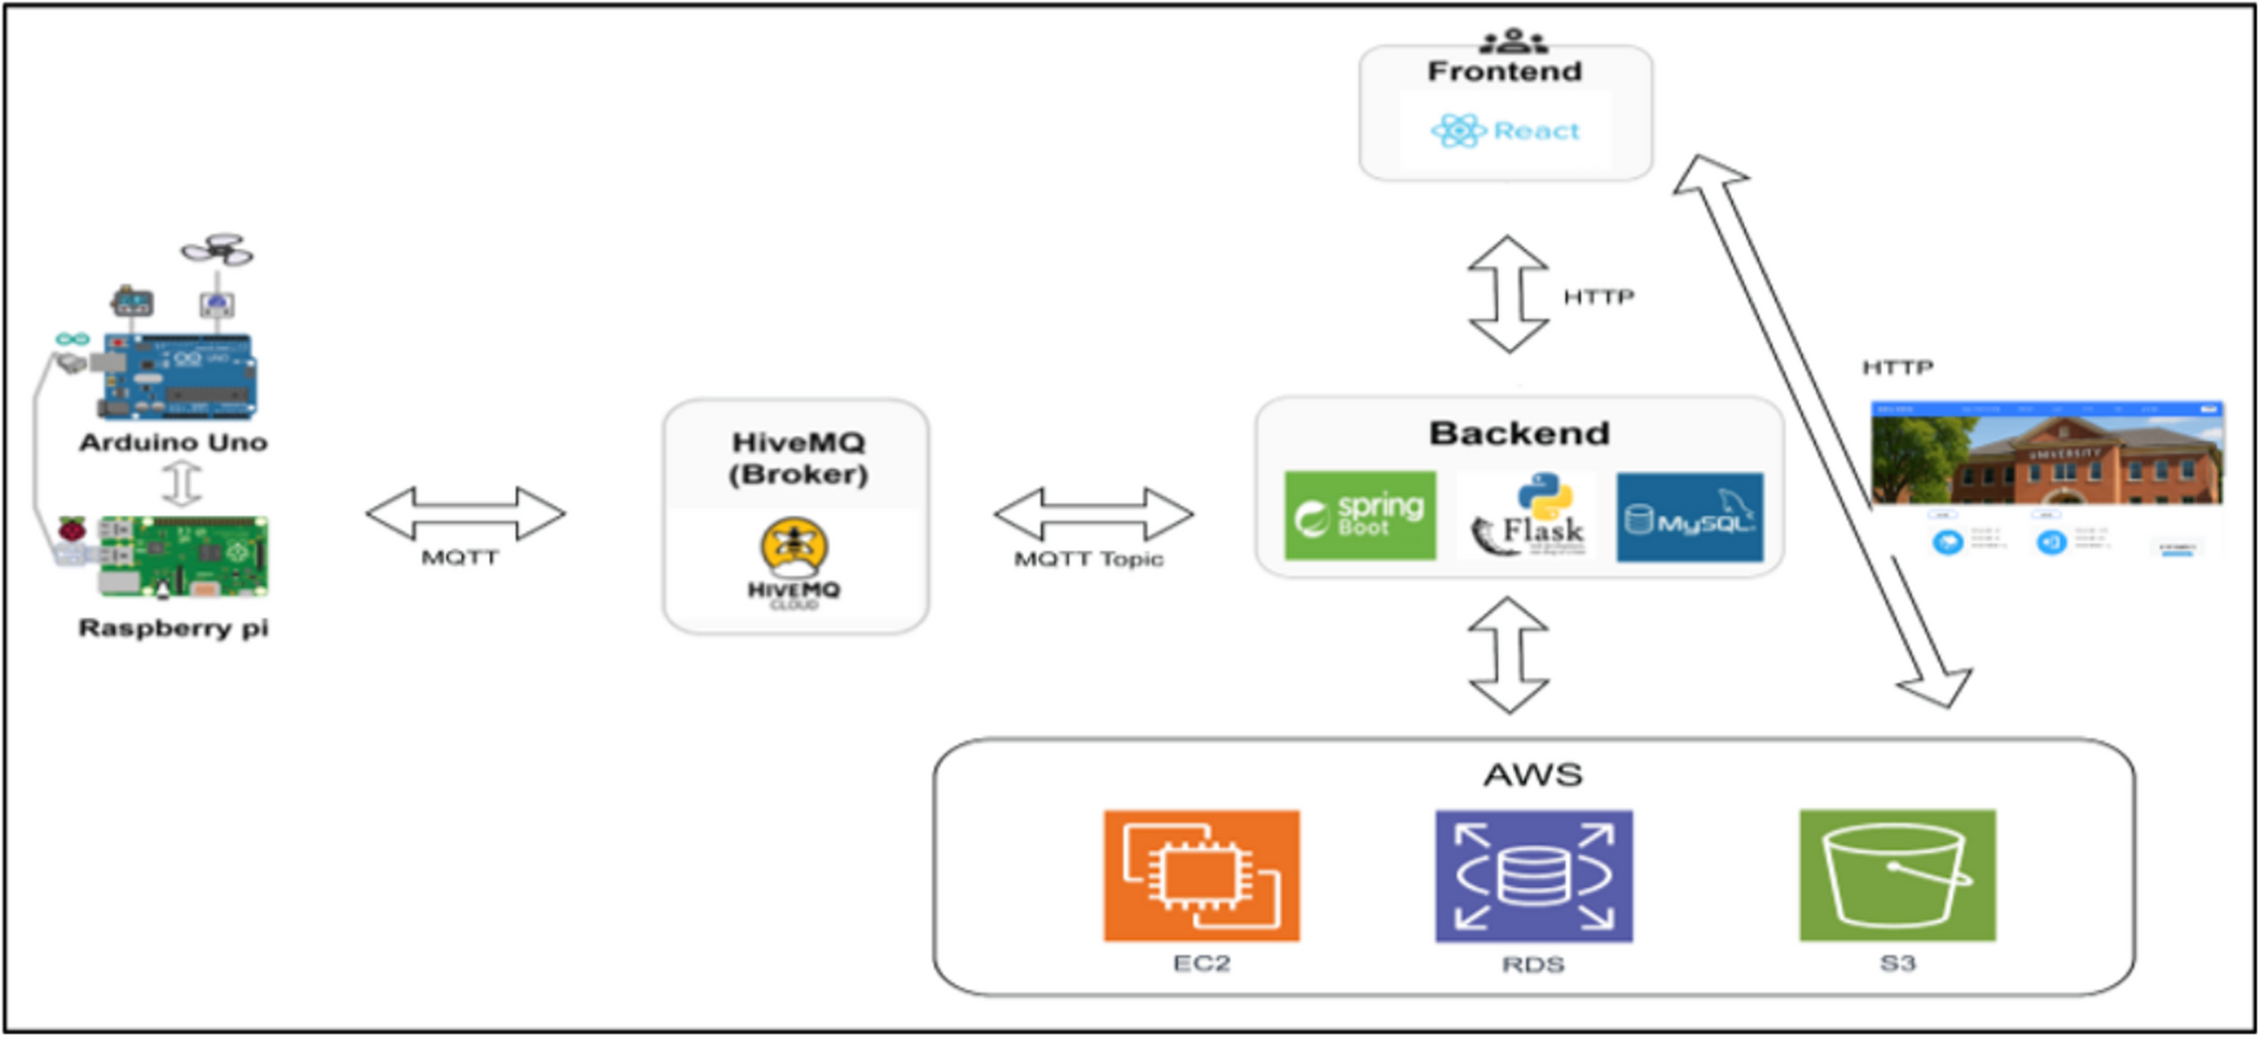 Frontend
React
HTTP
HTTP
UNO
Arduino Uno
Raspberry pi
MQTT
HiveMQ
(Broker)
HIVEMQ
CLOUD
MQTT Topic
Backend
spring
Boot
Flask
MySQL
UNIVERSITY
AWS
EC2
RDS
S3